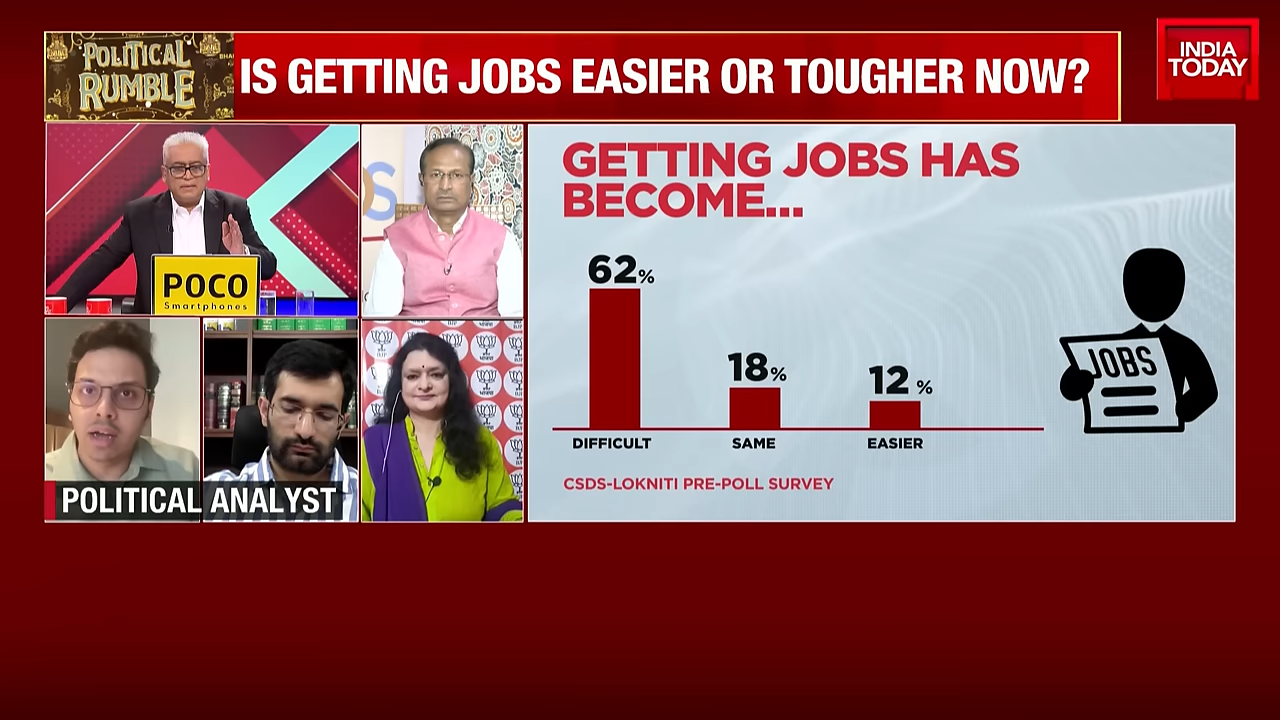 POLITICAL
RUMBLE
IS GETTING JOBS EASIER OR TOUGHER NOW?
INDIA
TODAY
POCO
Smartphones
S
POLITICAL ANALYST
GETTING JOBS HAS
BECOME...
62%
18%
12 %
DIFFICULT
SAME
EASIER
JOBS
CSDS-LOKNITI PRE-POLL SURVEY